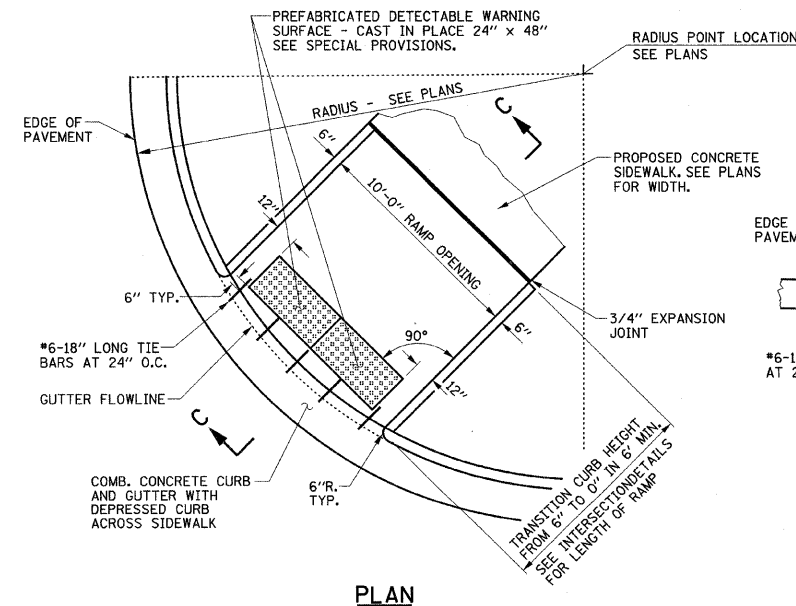 PREFABRICATED DETECTABLE WARNING
SURFACE - CAST IN PLACE 24" x 48"
SEE SPECIAL PROVISIONS.
RADIUS POINT LOCATION
SEE PLANS
RADIUS - SEE PLANS
C
EDGE OF
PAVEMENT
6"
PROPOSED CONCRETE
SIDEWALK. SEE PLANS
FOR WIDTH.
10'-0" RAMP OPENING
12"
EDGE
PAVEM
6" TYP.
6"
3/4" EXPANSION
JOINT
90°
#6-18" LONG TIE
BARS AT 24" O.C.
#6-1
AT 2
12"
GUTTER FLOWLINE
C
COMB. CONCRETE CURB
AND GUTTER WITH
DEPRESSED CURB
ACROSS SIDEWALK
6"R.
TYP.
TRANSITION CURB HEIGHT
FROM 6" TO 0" IN 6' MIN.
SEE INTERSECTIONDETAILS
FOR LENGTH OF RAMP
PLAN